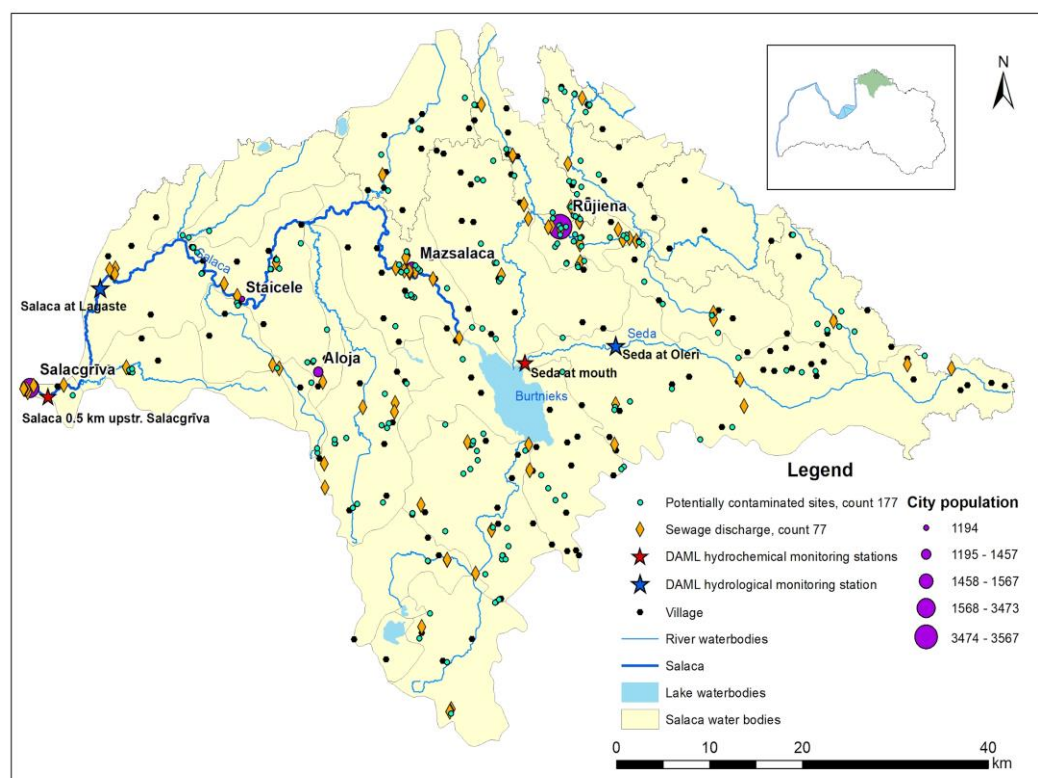 N
Rūjiena
Mazsalaca
Salaca
Staicele
Salaca at Lagaste
Seda
Seda at Oleri
Aloja
Seda at mouth
Salacgrīva
Burtnieks
Salaca 0.5 km upstr. Salacgrīva
Legend
Potentially contaminated sites, count 177
Sewage discharge, count 77
DAML hydrochemical monitoring stations
DAML hydrological monitoring station
Village
River waterbodies
Salaca
Lake waterbodies
Salaca water bodies
City population
1194
1195 - 1457
1458 - 1567
1568 - 3473
3474 - 3567
0 10 20 40
km